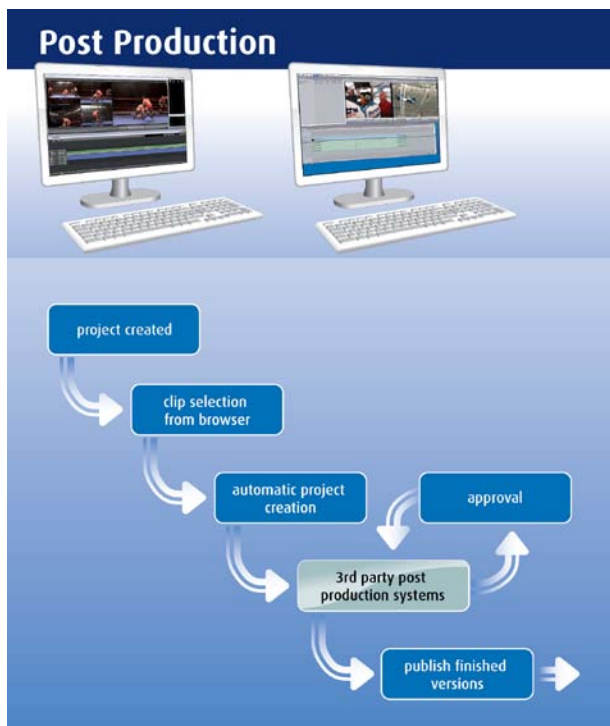 Post Production
project created
clip selection
from browser
automatic project
creation
approval
3rd party post
production systems
publish finished
versions